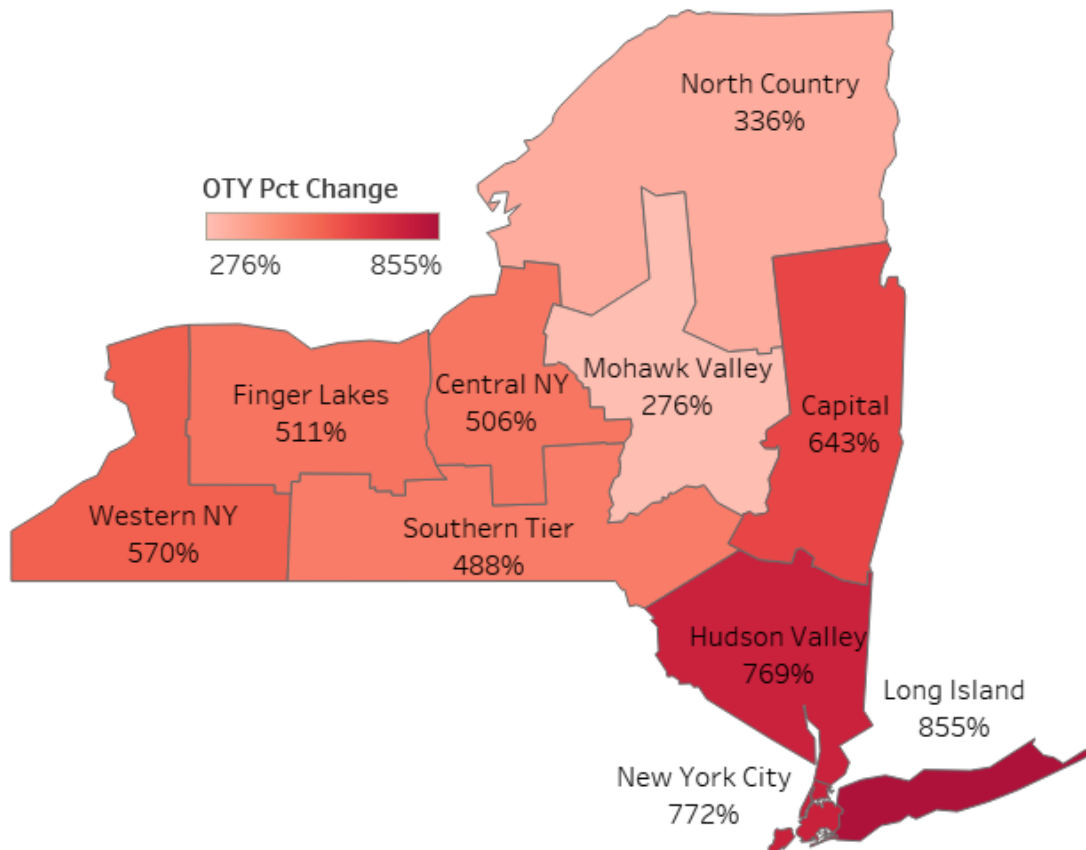 North Country
336%
OTY Pct Change
276%
855%
Mohawk Valley
276%
Central NY
506%
Finger Lakes
511%
Capital
643%
Western NY
570%
Southern Tier
488%
Hudson Valley
769%
Long Island
855%
New York City
772%